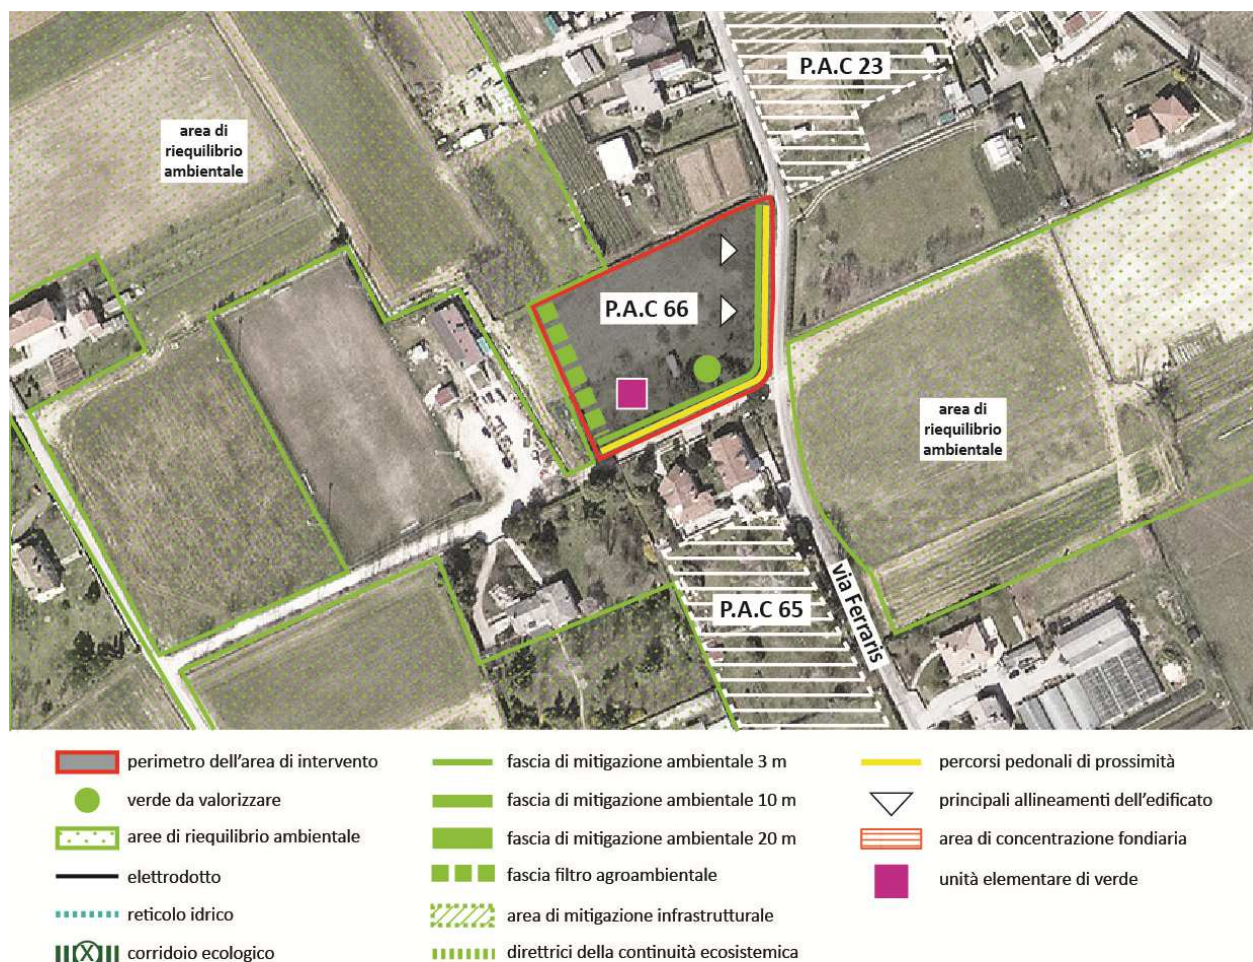 P.A.C 23
area di
riequilibrio
ambientale
P.A.C 66
area di
riequilibrio
ambientale
via Ferraris
P.A.C 65
perimetro dell'area di intervento
verde da valorizzare
aree di riequilibrio ambientale
elettrodotto
reticolo idrico
X
corridoio ecologico
fascia di mitigazione ambientale 3 m
fascia di mitigazione ambientale 10 m
fascia di mitigazione ambientale 20 m
fascia filtro agroambientale
area di mitigazione infrastrutturale
direttrici della continuità ecosistemica
percorsi pedonali di prossimità
principali allineamenti dell'edificato
area di concentrazione fondiaria
unità elementare di verde